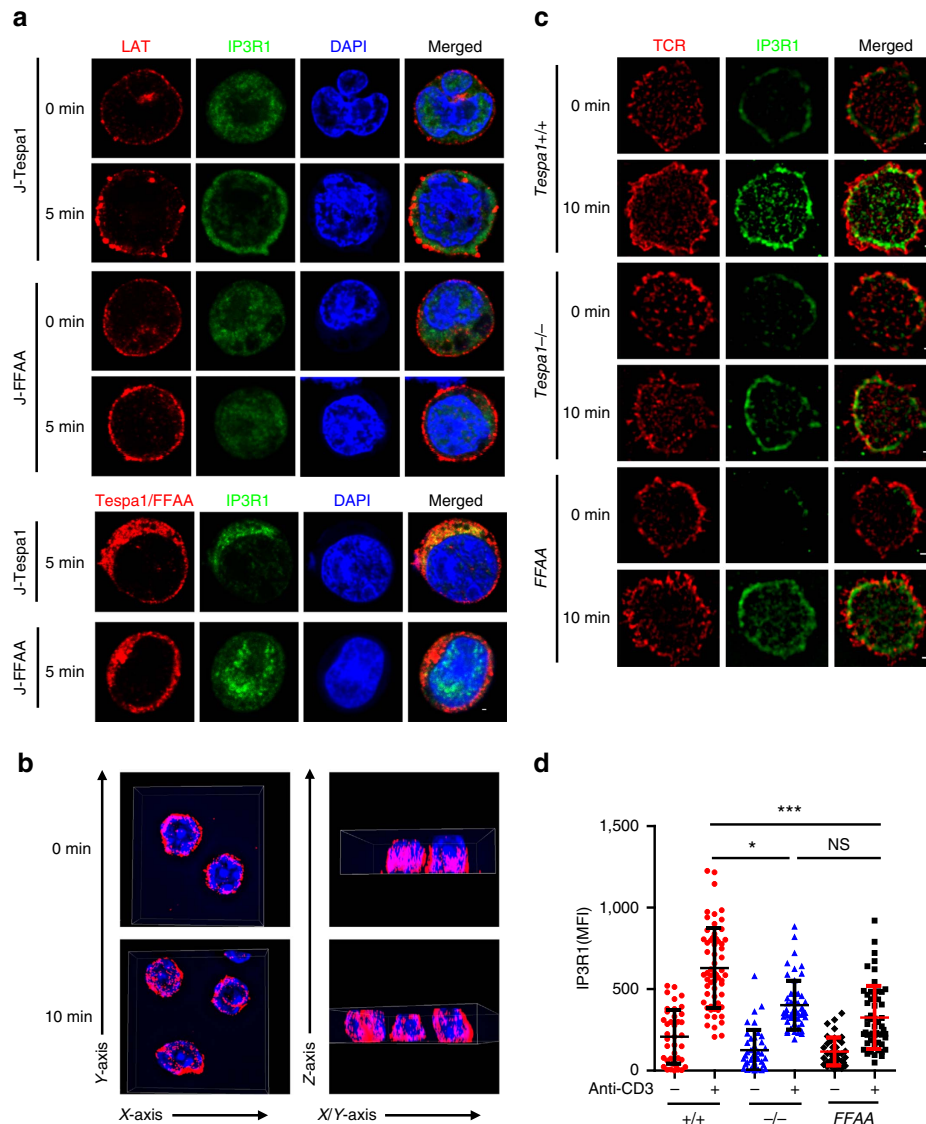 a
LAT IP3R1 DAPI Merged
J-Tespa1
0 min
5 min
J-FFAA
0 min
5 min
Tespa1/FFAA IP3R1 DAPI Merged
J-Tespa1
5 min
J-FFAA
5 min
b
0 min
10 min
Y-axis
X-axis
Z-axis
X/Y-axis
c
TCR IP3R1 Merged
Tespa1+/+
0 min
10 min
Tespa1–/–
0 min
10 min
FFAA
0 min
10 min
d
***
* NS
IP3R1(MFI)
1,500
1,000
500
0
Anti-CD3 – + – + – +
+/+ –/– FFAA